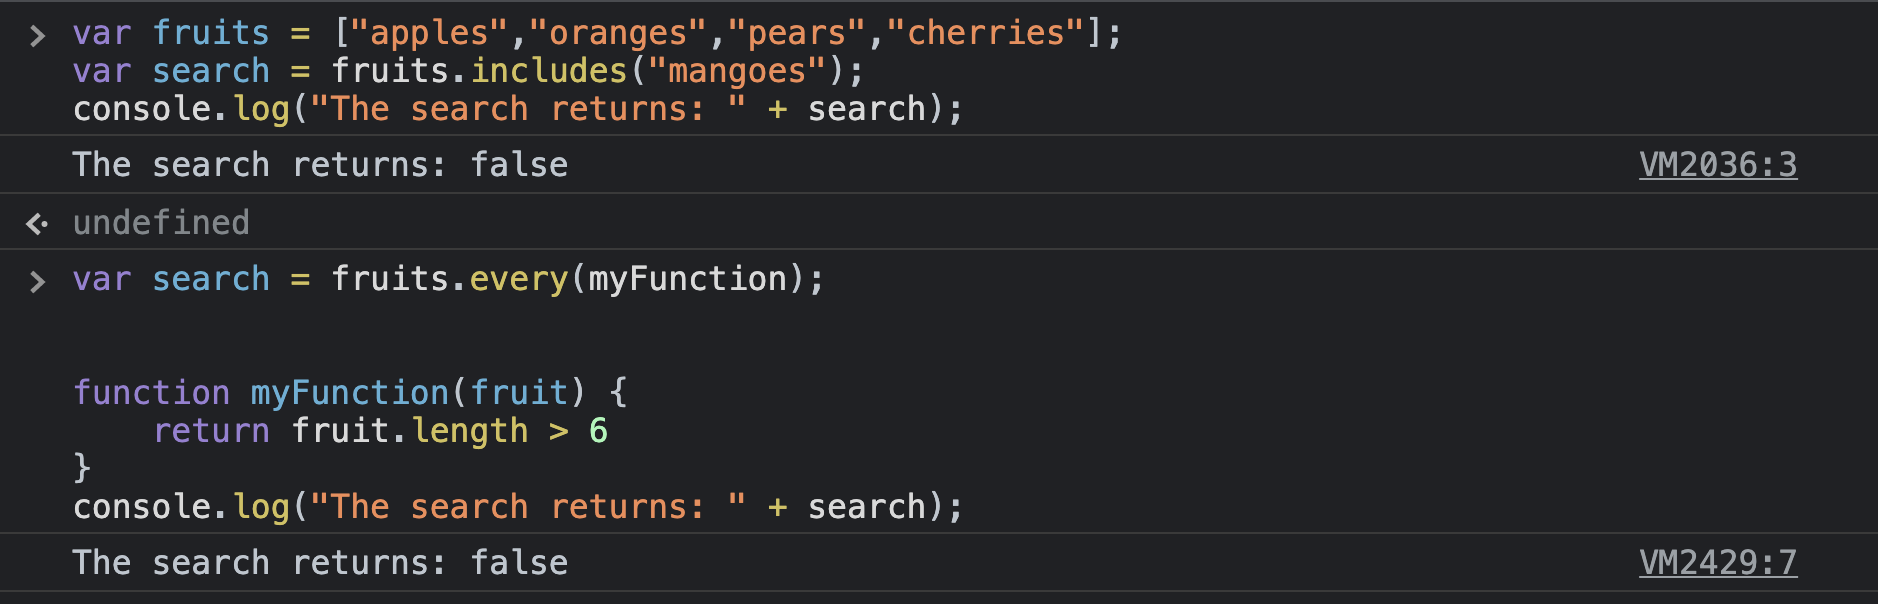 var fruits = ["apples","oranges","pears","cherries"];
var search = fruits.includes("mangoes");
console.log("The search returns: " + search);
The search returns: false VM2036:3
undefined
var search = fruits.every(myFunction);
function myFunction(fruit) {
    return fruit.length > 6
}
console.log("The search returns: " + search);
The search returns: false VM2429:7